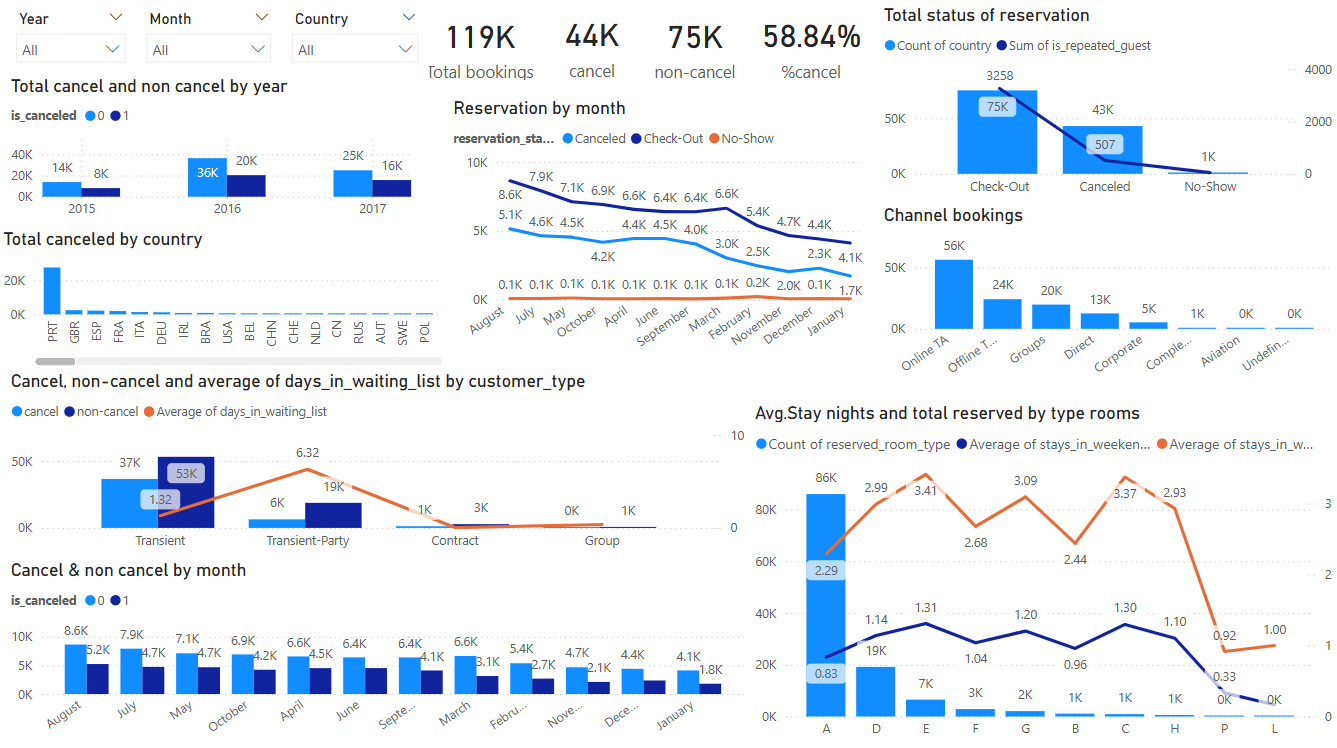 Year
Month
Country
All
All
All
119K
Total bookings
44K
cancel
75K
non-cancel
58.84%
%cancel
Total cancel and non cancel by year
is_canceled 0 1
40K
20K
0K
14K
8K
36K
20K
25K
16K
2015
2016
2017
Total canceled by country
20K
0K
PRT
GBR
ESP
FRA
ITA
DEU
IRL
BRA
USA
BEL
CHN
CHE
NLD
CN
RUS
AUT
SWE
POL
Reservation by month
reservation_sta... Canceled Check-Out No-Show
10K
5K
0K
8.6K
7.9K
7.1K
6.9K
6.6K
6.4K
6.4K
6.6K
5.4K
4.7K
4.4K
4.1K
5.1K
4.6K
4.5K
4.2K
4.4K
4.5K
4.0K
3.0K
2.5K
2.0K
2.3K
1.7K
0.1K
0.1K
0.1K
0.1K
0.1K
0.1K
0.1K
0.1K
0.2K
0.1K
August
July
May
October
April
June
September
March
February
November
December
January
Total status of reservation
Count of country Sum of is_repeated_guest
50K
0K
4000
2000
0
3258
75K
43K
507
1K
Check-Out
Canceled
No-Show
Channel bookings
50K
0K
56K
24K
20K
13K
5K
1K
0K
0K
Online TA
Offline T...
Groups
Direct
Corporate
Comple...
Aviation
Undefin...
Cancel, non-cancel and average of days_in_waiting_list by customer_type
cancel non-cancel Average of days_in_waiting_list
50K
0K
10
0
37K
53K
1.32
6K
6.32
19K
1K
3K
0K
1K
Transient
Transient-Party
Contract
Group
Cancel & non cancel by month
is_canceled 0 1
10K
5K
0K
8.6K
5.2K
7.9K
4.7K
7.1K
4.7K
6.9K
4.2K
6.6K
4.5K
6.4K
6.4K
4.1K
6.6K
3.1K
5.4K
2.7K
4.7K
2.1K
4.4K
4.1K
1.8K
August
July
May
October
April
June
Septe...
March
Febru...
Nove...
Dece...
January
Avg.Stay nights and total reserved by type rooms
Count of reserved_room_type Average of stays_in_weeken... Average of stays_in_w...
80K
60K
40K
20K
0K
3
2
1
0
86K
2.29
0.83
2.99
1.14
19K
3.41
1.31
7K
2.68
1.04
3K
3.09
1.20
2K
2.44
0.96
1K
3.37
1.30
1K
2.93
1.10
1K
0.92
0.33
0K
1.00
0K
A
D
E
F
G
B
C
H
P
L